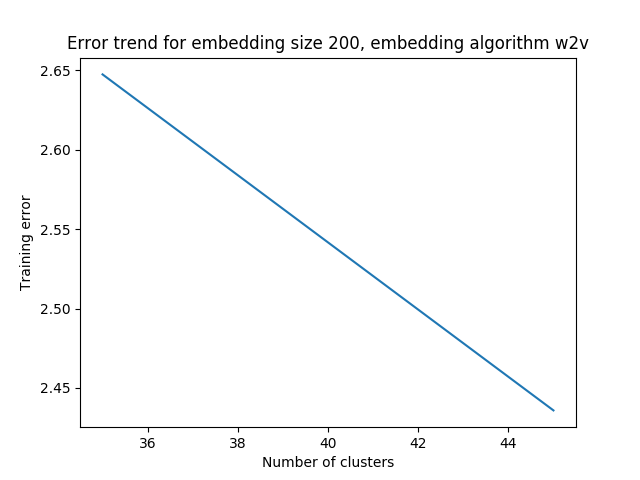 Error trend for embedding size 200, embedding algorithm w2v
2.65
2.60
2.55
2.50
2.45
Training error
36 38 40 42 44
Number of clusters